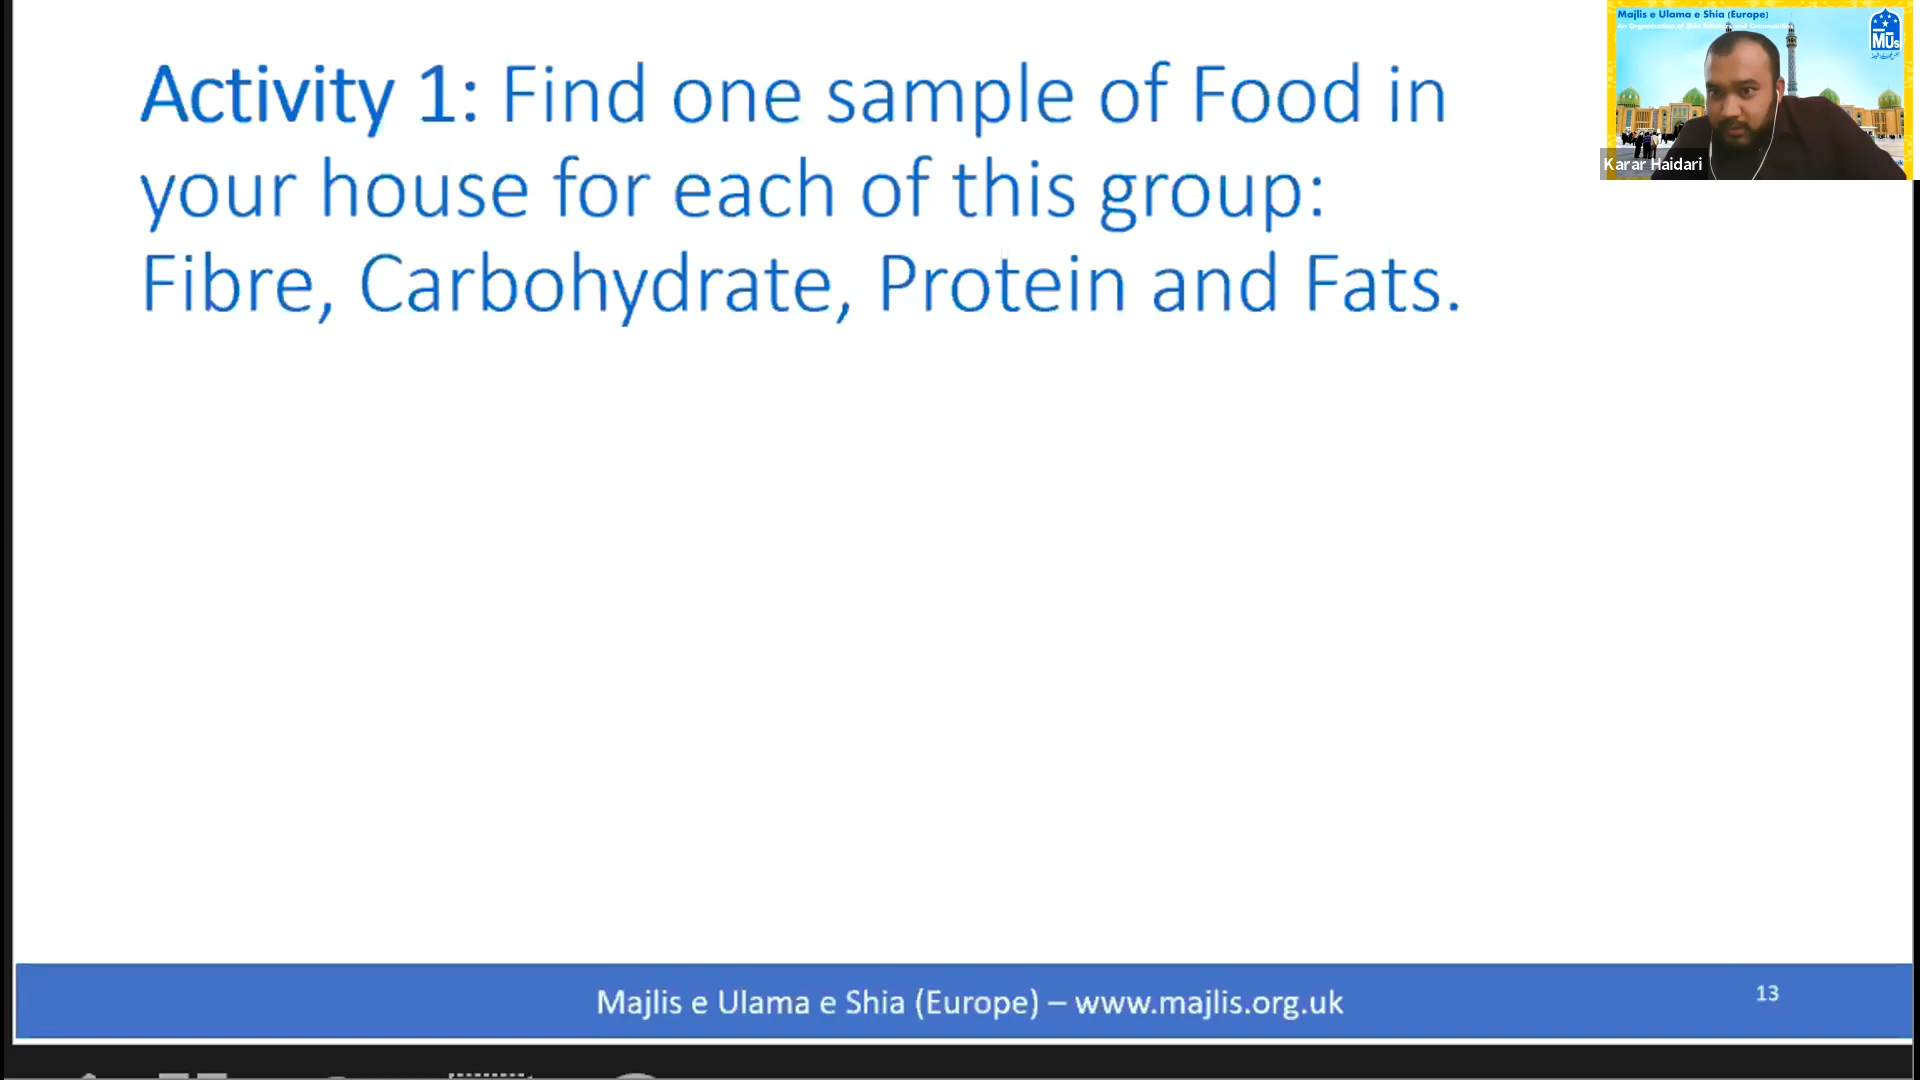 Activity 1: Find one sample of Food in
your house for each of this group:
Fibre, Carbohydrate, Protein and Fats.
Majlis e Ulama e Shia (Europe)
MUs
Karar Haidari
Majlis e Ulama e Shia (Europe) – www.majlis.org.uk
13